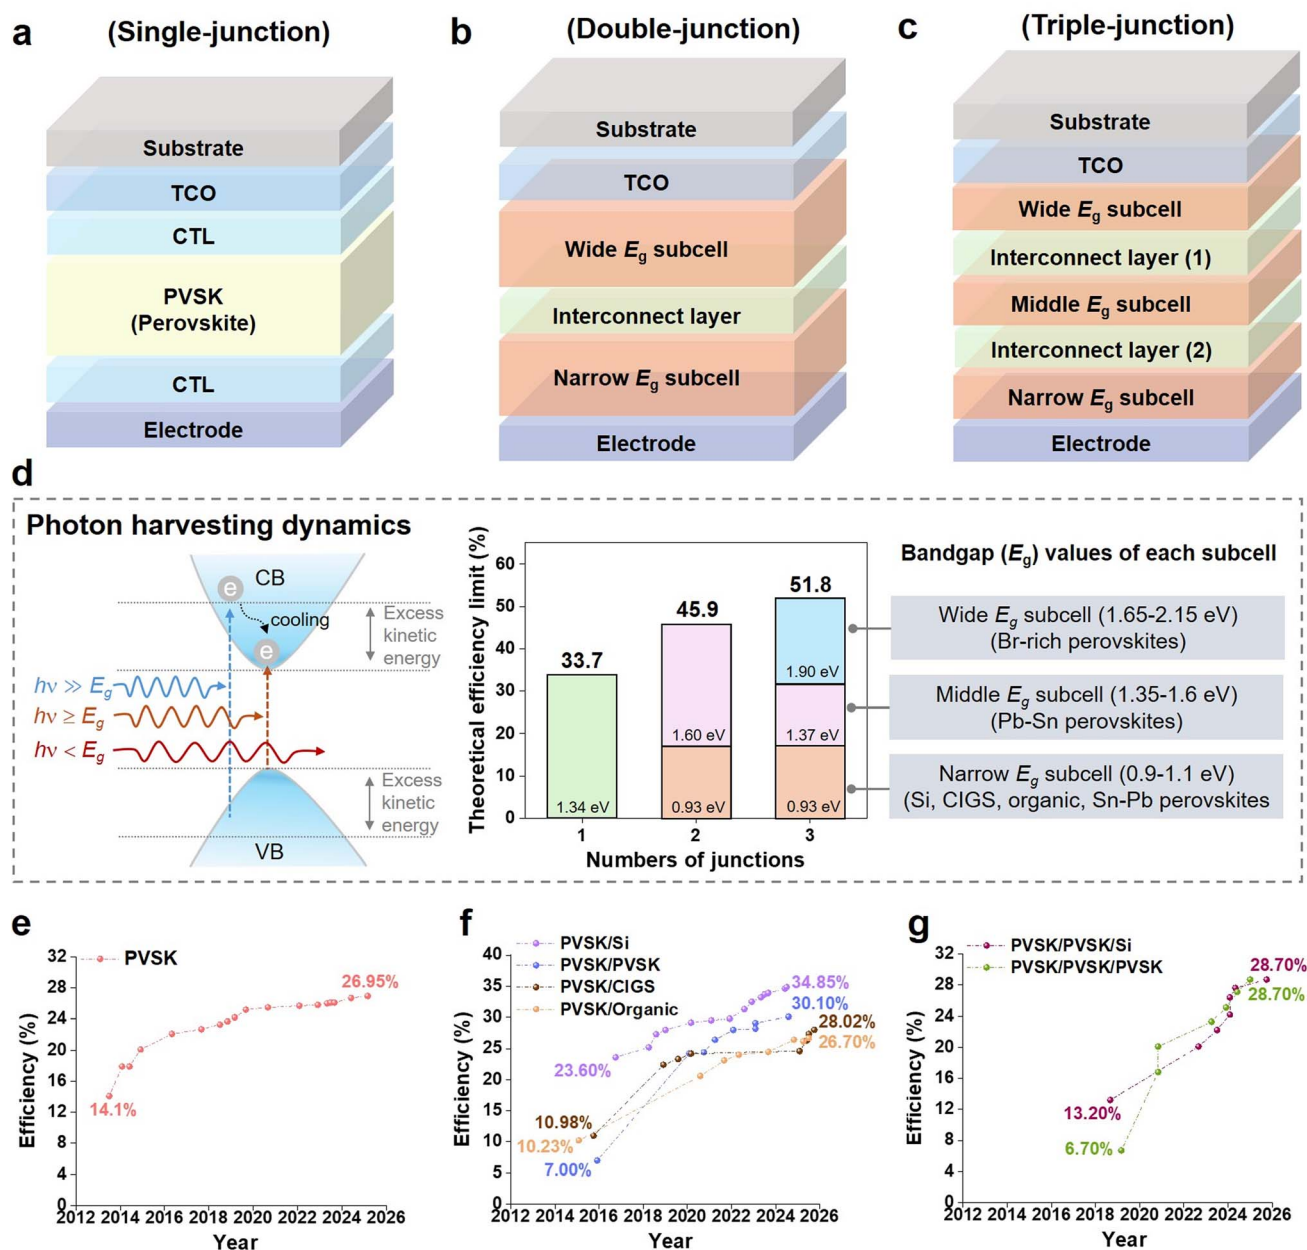 a
(Single-junction)
Substrate
TCO
CTL
PVSK
(Perovskite)
CTL
Electrode
b
(Double-junction)
Substrate
TCO
Wide Eg subcell
Interconnect layer
Narrow Eg subcell
Electrode
c
(Triple-junction)
Substrate
TCO
Wide Eg subcell
Interconnect layer (1)
Middle Eg subcell
Interconnect layer (2)
Narrow Eg subcell
Electrode
d
Photon harvesting dynamics
CB
e
cooling
e
Excess
kinetic
energy
hν ≫ Eg
hν ≥ Eg
hν < Eg
Excess
kinetic
energy
VB
Theoretical efficiency limit (%)
60
50
40
30
20
10
0
33.7
1.34 eV
45.9
1.60 eV
0.93 eV
51.8
1.90 eV
1.37 eV
0.93 eV
1 2 3
Numbers of junctions
Bandgap (Eg) values of each subcell
Wide Eg subcell (1.65-2.15 eV)
(Br-rich perovskites)
Middle Eg subcell (1.35-1.6 eV)
(Pb-Sn perovskites)
Narrow Eg subcell (0.9-1.1 eV)
(Si, CIGS, organic, Sn-Pb perovskites
e
PVSK
Efficiency (%)
32
28
24
20
16
12
8
4
0
26.95%
14.1%
2012 2014 2016 2018 2020 2022 2024 2026
Year
f
PVSK/Si
PVSK/PVSK
PVSK/CIGS
PVSK/Organic
Efficiency (%)
40
35
30
25
20
15
10
5
0
34.85%
30.10%
28.02%
26.70%
23.60%
10.98%
10.23%
7.00%
2012 2014 2016 2018 2020 2022 2024 2026
Year
g
PVSK/PVSK/Si
PVSK/PVSK/PVSK
Efficiency (%)
32
28
24
20
16
12
8
4
0
28.70%
28.70%
13.20%
6.70%
2012 2014 2016 2018 2020 2022 2024 2026
Year